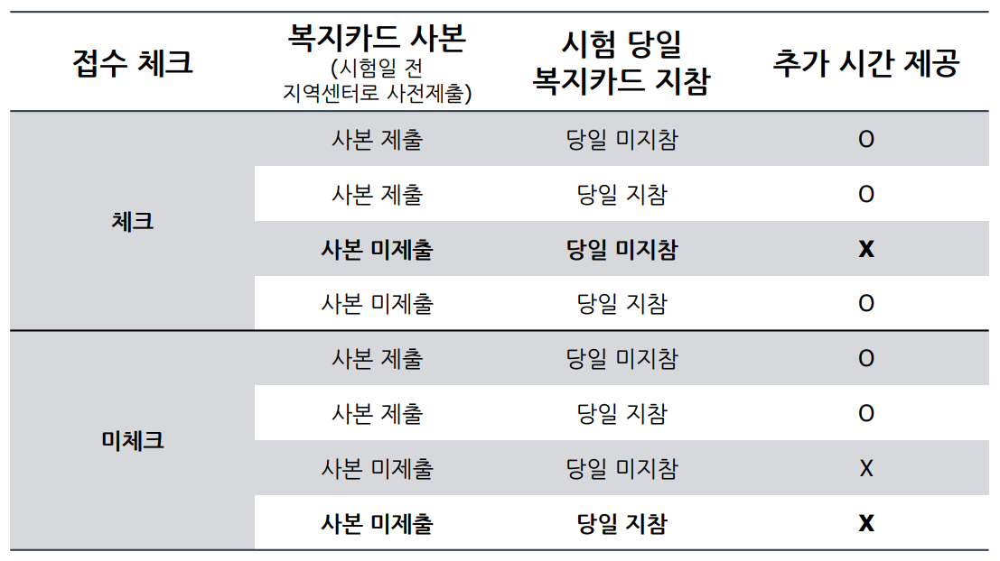 접수 체크
복지카드 사본
(시험일 전
지역센터로 사전제출)
시험 당일
복지카드 지참
추가 시간 제공
체크
사본 제출 당일 미지참 O
사본 제출 당일 지참 O
사본 미제출 당일 미지참 X
사본 미제출 당일 지참 O
미체크
사본 제출 당일 미지참 O
사본 제출 당일 지참 O
사본 미제출 당일 미지참 X
사본 미제출 당일 지참 X